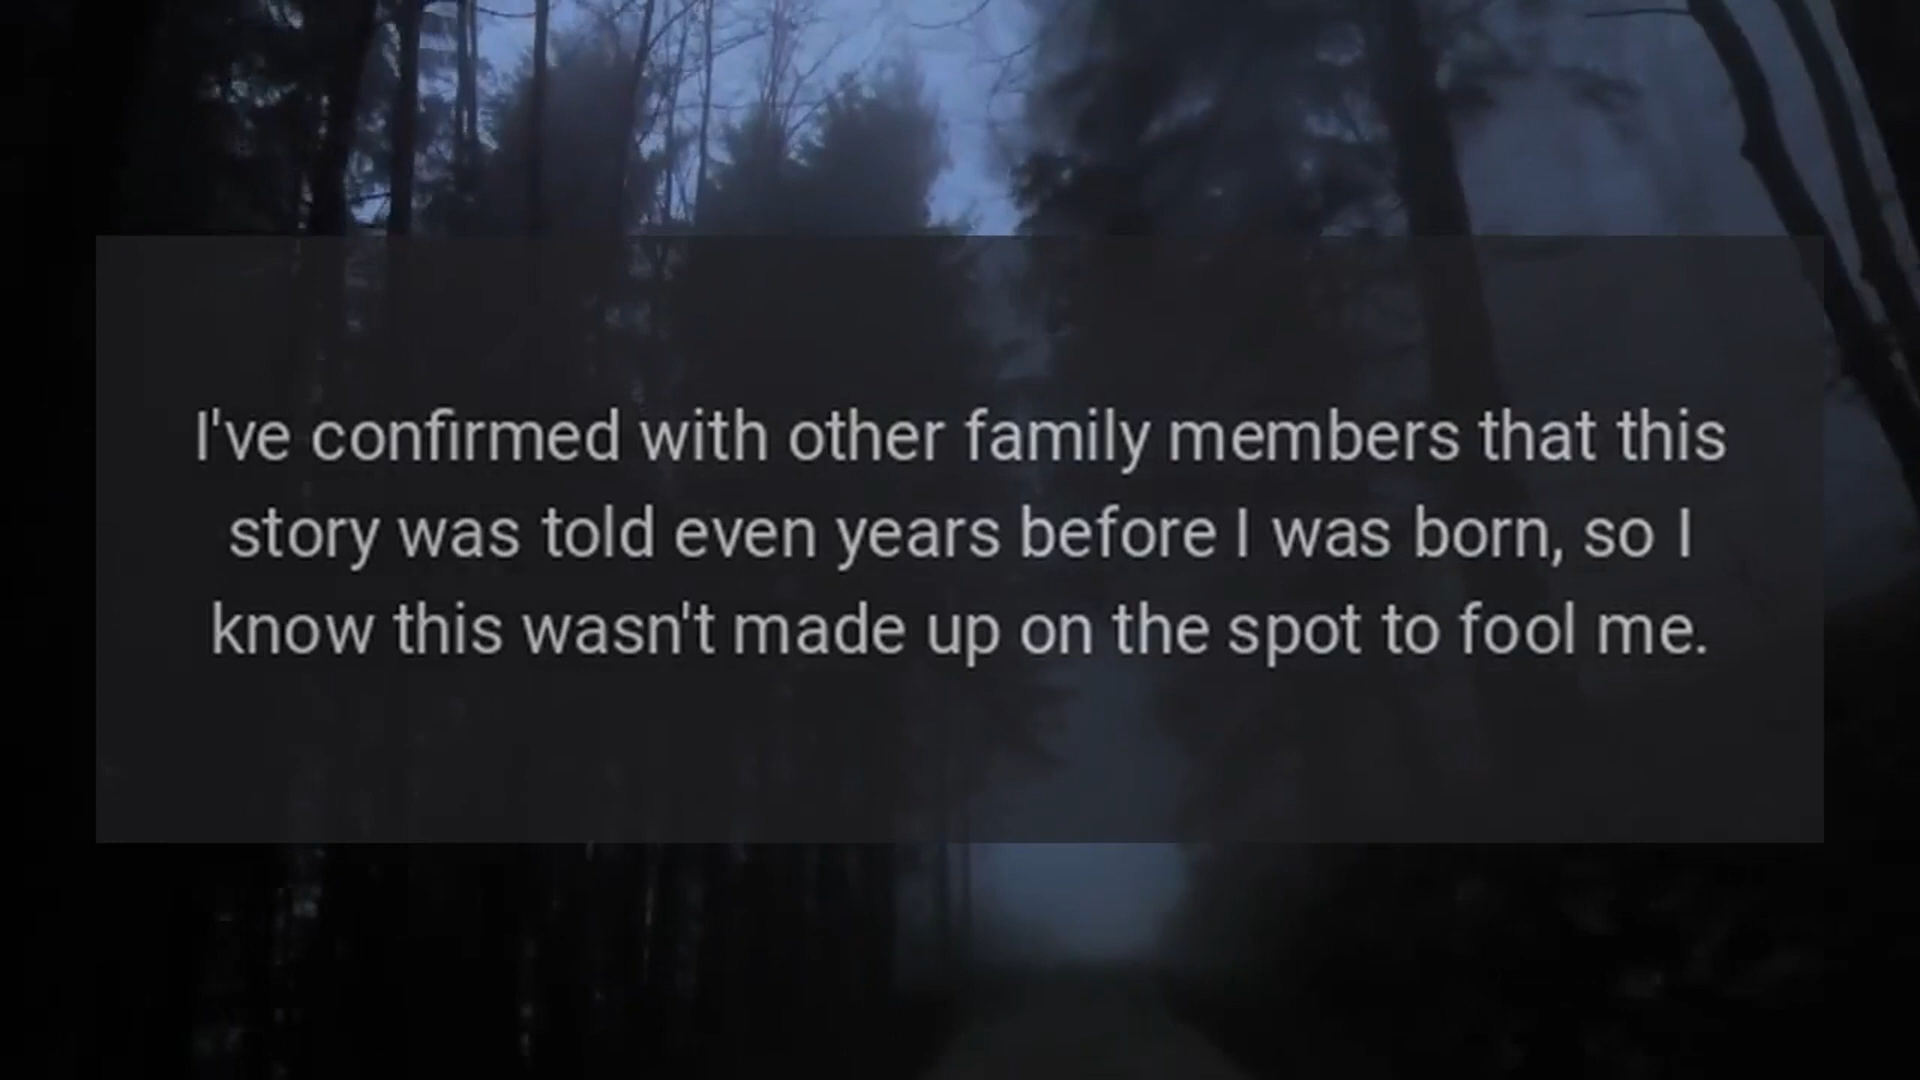 I've confirmed with other family members that this
story was told even years before I was born, so I
know this wasn't made up on the spot to fool me.